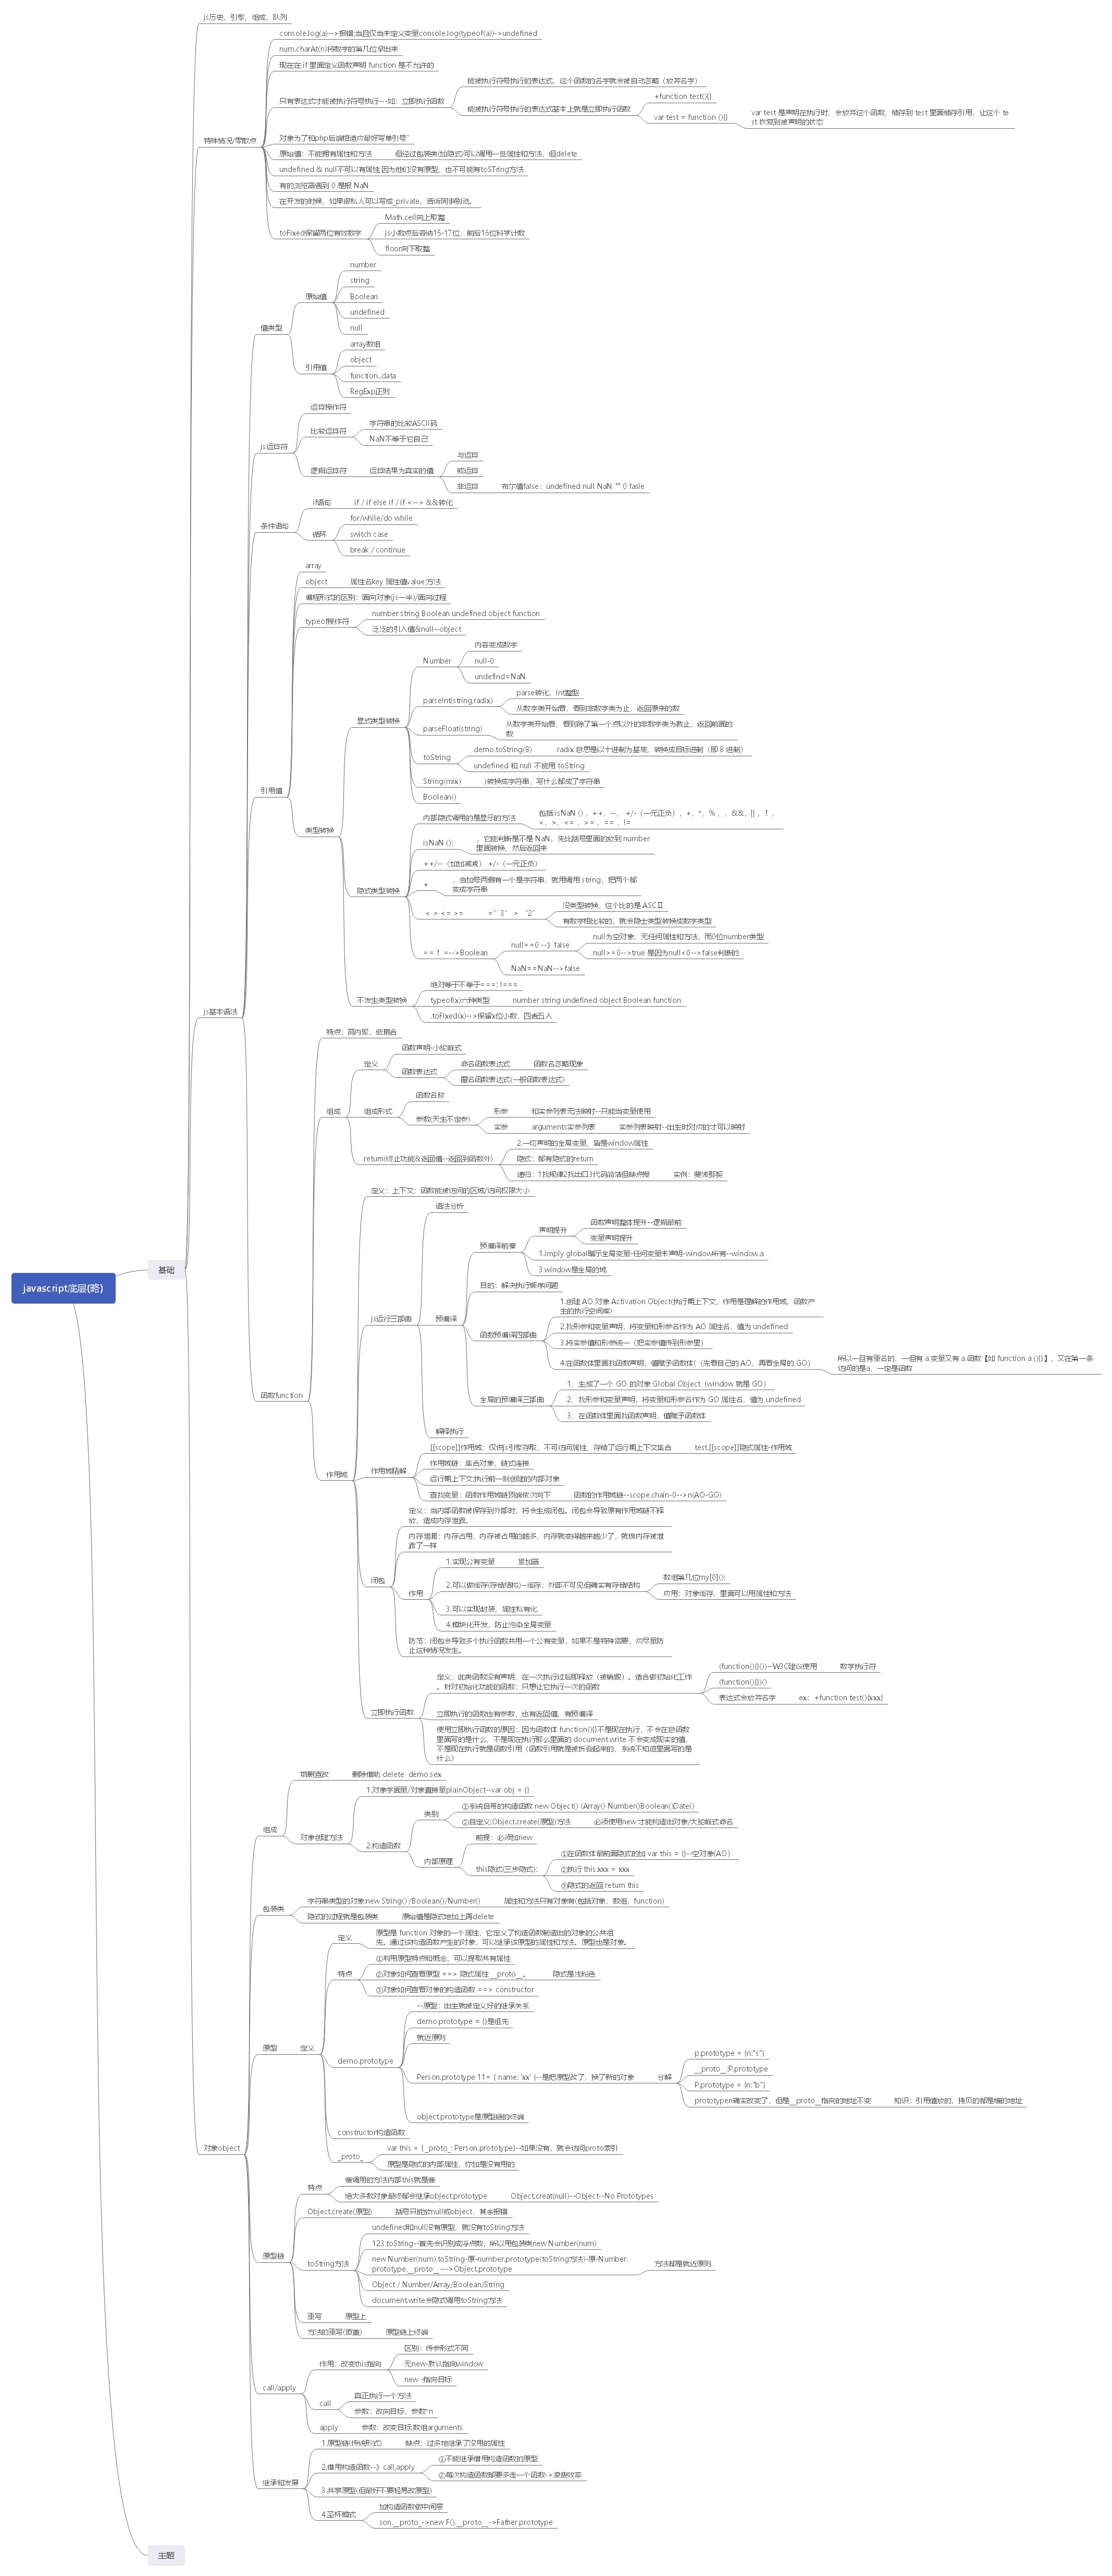 javascript底层(略)
基础
js历史，引擎，组成，队列
特殊情况/零散点
console.log(a)-->报错;当且仅当未定义变量console.log(typeof(a))->undefined
num.charAt(n)将数字的第几位拿出来
现在在 if 里面定义函数声明 function 是不允许的
只有表达式才能被执行符号执行---如：立即执行函数
能被执行符号执行的表达式，这个函数的名字就会被自动忽略（放弃名字）
能被执行符号执行的表达式基本上就是立即执行函数
+function test(){}
var test = function (){}
var test 是声明在执行时，会放弃这个函数，储存到 test 里面储存引用，让这个 te
st 恢复到被声明的状态
对象为了和php后端相适应最好写单引号''
原始值：不能拥有属性和方法
但经过包装类(加隐式)可以调用一些属性和方法，但delete
undefined & null不可以有属性;因为他们没有原型，也不可能有toSTring方法
有的浏览器遇到 0 是报 NaN
在开发的时候，如果很私人可以写成_private，告诉同事别动。
toFixed保留两位有效数字
Math.ceil向上取整
js小数点后容纳15-17位，前后16位科学计数
floor向下取整
js基本语法
值类型
原始值
number
string
Boolean
undefined
null
引用值
array数组
object
function..data
RegExp正则
js运算符
运算操作符
比较运算符
字符串的比较ASCII码
NaN不等于它自己
逻辑运算符
运算结果为真实的值
与运算
或运算
非运算
布尔值false：undefined null NaN "" 0 fasle
条件语句
if语句
if / if else if / if <--> &&转化
循环
for/while/do while
switch case
break / continue
引用值
array
object
属性名key 属性值value;方法
编程形式的区别：面向对象(js一半)/面向过程
typeof操作符
number string Boolean undefined object function
泛泛的引入值&null--object
类型转换
显式类型转换
Number
内容变成数字
null-0
undefind=NaN
parseInt(string,radix)
parse转化，int整型
从数字类开始看，看到非数字类为止，返回原来的数
parseFloat(string)
从数字类开始看，看到除了第一个点以外的非数字类为截止，返回前面的
数
toString
demo.toString(8)
radix 意思是以十进制为基底，转换成目标进制（即 8 进制）
undefined 和 null 不能用 toString
String(mix)
)转换成字符串，写什么都成了字符串
Boolean()
隐式类型转换
内部隐式调用的是显示的方法
包括 isNaN () ，++，--， +/-（一元正负），+，*，%，，&&，|| ，！，
<，>，<= ，>= ，== ，!=
isNaN ();
，它能判断是不是 NaN，先比括号里面的放到 number
里面转换，然后返回来
++/--（加加减减） +/-（一元正负）
+
，当加号两侧有一个是字符串，就用调用 string，把两个都
变成字符串
< > <= >=
=” 3” > “2”
没类型转换，这个比的是 ASCⅡ
有数字相比较的，就会隐士类型转换成数字类型
== ! =-->Boolean
null==0 --》false
null为空对象，无任何属性和方法，而0位number类型
null>=0-->true 是因为null<0-->false判断的
NaN==NaN-->false
不发生类型转换
绝对等于不等于===; !===
typeof(x)六种类型
number string undefined object Boolean function
.toFixed(x)-->保留x位小数，四舍五入
函数function
特点：高内聚，低耦合
组成
定义
函数声明-小驼峰式
函数表达式
命名函数表达式
函数名忽略现象
匿名函数表达式(一般函数表达式)
组成形式
函数名称
参数(天生不定参)
形参
和实参列表无法映射--只能当变量使用
实参
arguments实参列表
实参列表映射--出生时对应的才可以映射
return(终止功能&返回值--返回到函数外)
2.一切声明的全局变量，皆是window属性
隐式：都有隐式的return
递归：1找规律2找出口3代码简洁但缺点慢
实例：斐波那契
作用域
定义：上下文；函数能被访问的区域/访问权限大小
js运行三部曲
语法分析
预编译
预编译前奏
声明提升
函数声明整体提升--逻辑最前
变量声明提升
1.imply global暗示全局变量-任何变量未声明-window所有--window.a
3.window是全局的域
目的：解决执行顺序问题
函数预编译四部曲
1.创建 AO 对象 Activation Object(执行期上下文，作用是理解的作用域，函数产
生的执行空间库)
2.找形参和变量声明，将变量和形参名作为 AO 属性名，值为 undefined
3.将实参值和形参统一（把实参值传到形参里）
4.在函数体里面找函数声明，值赋予函数体(（先看自己的 AO，再看全局的 GO）
所以一旦有重名的，一但有 a 变量又有 a 函数【如 function a (){} 】，又在第一条
访问的是a，一定是函数
全局的预编译三部曲
1、生成了一个 GO 的对象 Global Object（window 就是 GO）
2、找形参和变量声明，将变量和形参名作为 GO 属性名，值为 undefined
3、在函数体里面找函数声明，值赋予函数体
解释执行
作用域精解
[[scope]]作用域；仅供js引擎存取，不可访问属性，存储了运行期上下文集合
test.[[scope]]隐式属性-作用域
作用域链：集合对象，链式连接
运行期上下文:执行前一刻创建的内部对象
查找变量：函数作用域链顶端依次向下
函数的作用域链--scope.chain-0-->n(AO-GO)
闭包
定义：当内部函数被保存到外部时，将会生成闭包。闭包会导致原有作用域链不释
放，造成内存泄露。
内存泄漏：内存占用，内存被占用的越多，内存就变得越来越少了，就像内存被泄
露了一样
作用
1.实现公有变量
累加器
2.可以做缓存(存储结构)--缓存：外部不可见但确实有存储结构
数组第几位my[0]();
应用：对象缓存，里面可以用属性和方法
3.可以实现封装，属性私有化
4.模块化开发，防止污染全局变量
防范：闭包会导致多个执行函数共用一个公有变量，如果不是特殊需要，应尽量防
止这种情况发生。
立即执行函数
定义：此类函数没有声明，在一次执行过后即释放（被销毁）。适合做初始化工作
。针对初始化功能的函数：只想让它执行一次的函数
(function(){}())--W3C建议使用
数学执行符
(function(){})()
表达式会放弃名字
ex：+function test(){xxx}
立即执行的函数也有参数，也有返回值，有预编译
使用立即执行函数的原因：因为函数体 function(){}不是现在执行，不会在意函数
里面写的是什么，不是现在执行那么里面的 document.write 不会变成现实的值，
不是现在执行就是函数引用（函数引用就是被折叠起来的，系统不知道里面写的是
什么）
对象object
组成
增删查改
删除借助 delete demo.sex
对象创建方法
1.对象字面量/对象直接量plainObject--var obj = {}
2.构造函数
类别
①系统自带的构造函数 new Object() (Array() Number()Boolean()Date()
②自定义;Object.create(原型)方法
必须使用new 才能构造出对象/大驼峰式命名
内部原理
前提：必须加new
this隐式(三步隐式):
①在函数体最前面隐式的加 var this = {}--空对象(AO)
②执行 this.xxx = xxx
③隐式的返回 return this
包装类
字符串类型的对象:new String() /Boolean()/Number()
属性和方法只有对象有(包括对象，数组，function)
隐式的过程就是包装类
原始值是隐式地加上再delete
原型
定义
定义
原型是 function 对象的一个属性，它定义了构造函数制造出的对象的公共祖
先。通过该构造函数产生的对象，可以继承该原型的属性和方法。原型也是对象。
特点
①利用原型特点和概念，可以提取共有属性
②对象如何查看原型 ==> 隐式属性 __proto__。
隐式是浅粉色
③对象如何查看对象的构造函数 ==> constructor
demo.prototype
--原型：出生就被定义好的继承关系
demo.prototype = {}是祖先
就近原则
Person.prototype 11= { name: 'xx' }--是把原型改了，换了新的对象
分解
p.prototype = {n:"s"}
__proto__:P.prototype
P.prototype = {n:"b"}
prototypen确实改变了，但是__proto__指向的地址不变
知识：引用值放的，拷贝的都是堆的地址
object.prototype是原型链的终端
constructor构造函数
_proto_
var this = { _proto_: Person.prototype}--如果没有，就会访问proto索引
原型是隐式的内部属性，你加是没有用的
原型链
特点
谁调用的方法内部this就是谁
绝大多数对象最终都会继承object.prototype
Object.creat(null)--Object--No Prototypes
Object.create(原型)
括号只能放null或object，其余报错
toString方法
undefined和null没有原型，就没有toString方法
123.toString--首先会识别成浮点数，所以用包装类new Number(num)
new Number(num).toString-原-number.prototype(toString方法)-原-Number.
prototype.__proto__--->Object.prototype
方法都是就近原则
Object / Number/Array/Boolean/String
document.write会隐式调用toString方法
重写
原型上
方法的重写(覆盖)
原型链上终端
call/apply
作用：改变this指向
区别：传参形式不同
无new-默认指向window
new -指向目标
call
真正执行一个方法
参数：改向目标，参数*n
apply
参数：改变目标;数组arguments
继承和发展
1.原型链(传统形式)
缺点：过多地继承了没用的属性
2.借用构造函数--》call,apply
①不能继承借用构造函数的原型
②每次构造函数都要多走一个函数->浪费效率
3.共享原型(但最好不要轻易改原型)
4.圣杯模式
加构造函数做中间层
son.__proto_->new F().__proto__->Father.prototype
主题